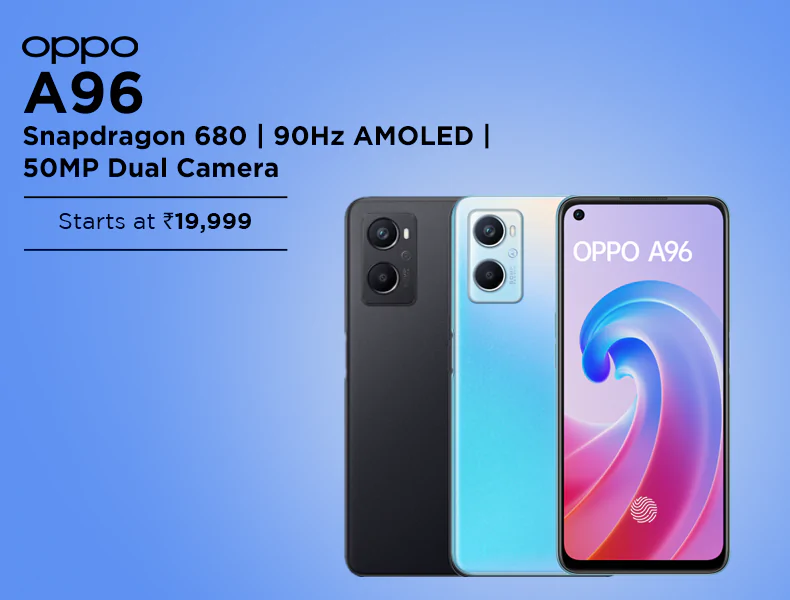 oppo
A96
Snapdragon 680 | 90Hz AMOLED |
50MP Dual Camera
Starts at ₹19,999
OPPO A96